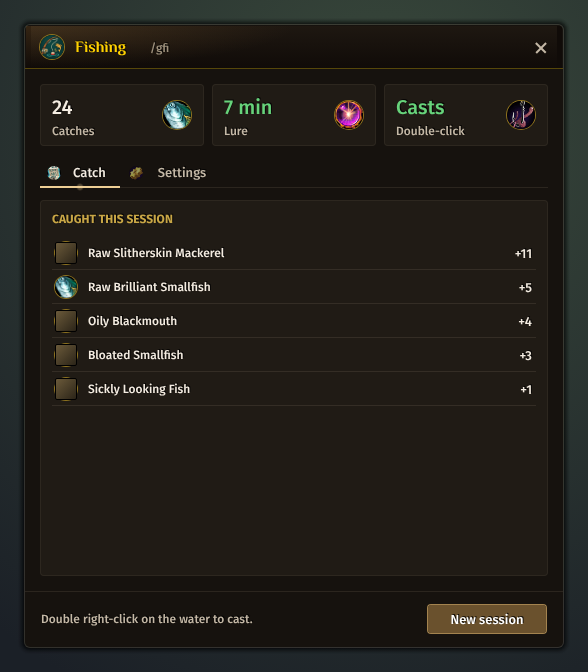 Fishing /gfi
24
Catches
7 min
Lure
Casts
Double-click
Catch Settings
CAUGHT THIS SESSION
Raw Slitherskin Mackerel +11
Raw Brilliant Smallfish +5
Oily Blackmouth +4
Bloated Smallfish +3
Sickly Looking Fish +1
Double right-click on the water to cast.
New session